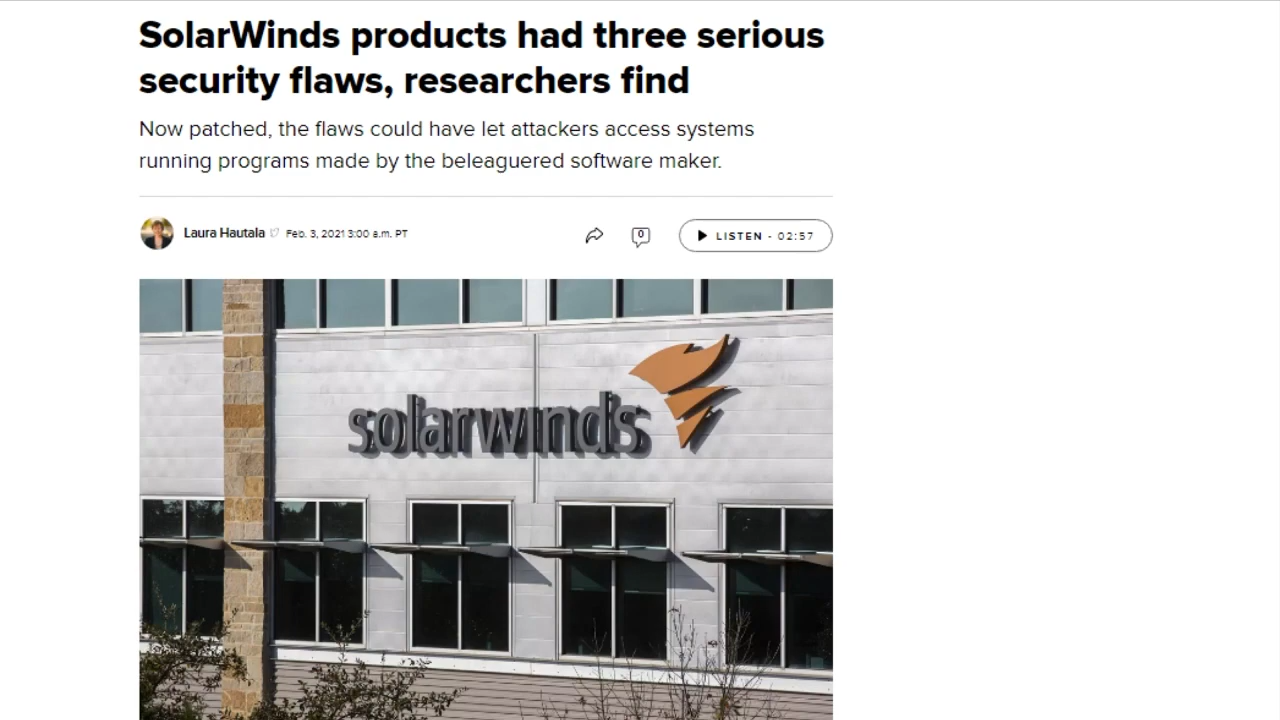 SolarWinds products had three serious
security flaws, researchers find
Now patched, the flaws could have let attackers access systems
running programs made by the beleaguered software maker.
Laura Hautala Feb. 3, 2021 3:00 a.m. PT
0
LISTEN - 02:57
solarwinds